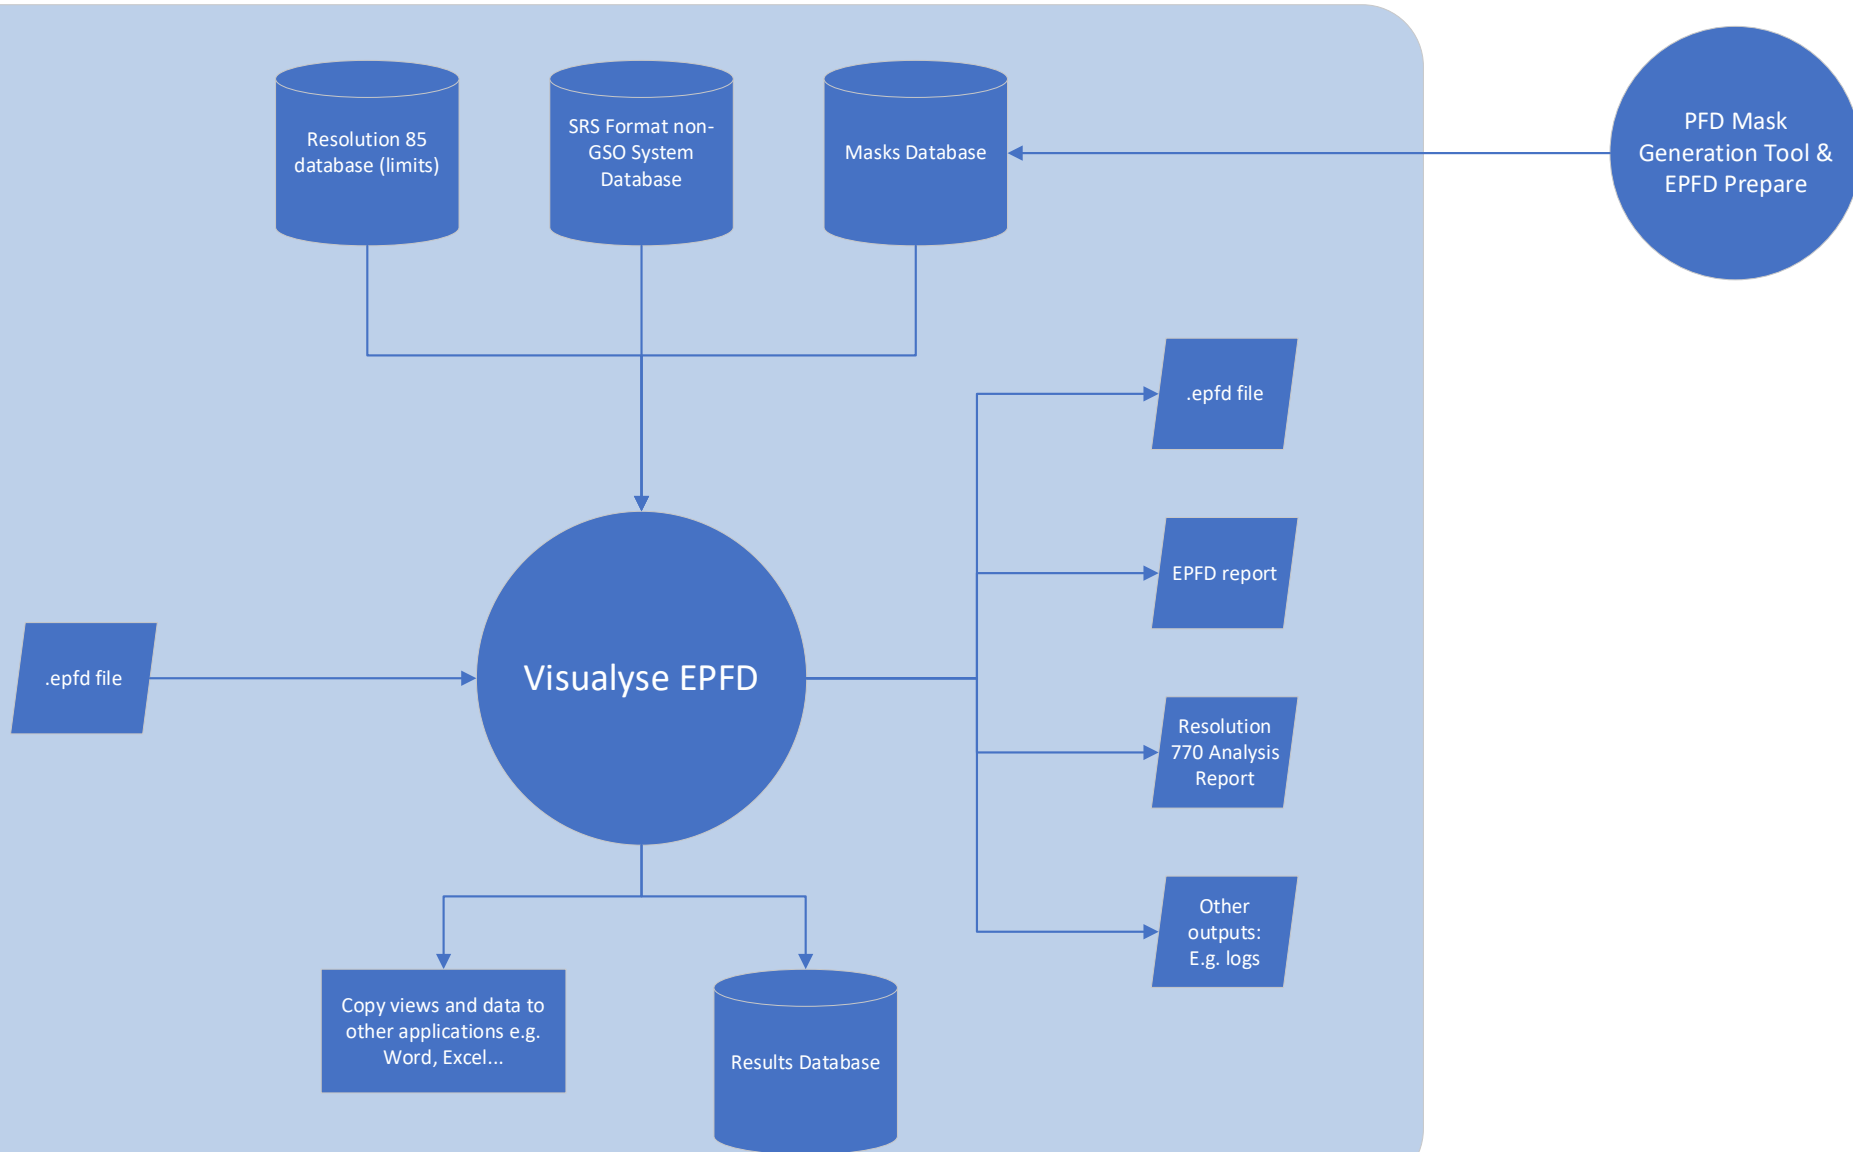 Resolution 85
database (limits)
SRS Format non-
GSO System
Database
Masks Database
PFD Mask
Generation Tool &
EPFD Prepare
.epfd file
EPFD report
.epfd file
Visualyse EPFD
Resolution
770 Analysis
Report
Other
outputs:
E.g. logs
Copy views and data to
other applications e.g.
Word, Excel...
Results Database